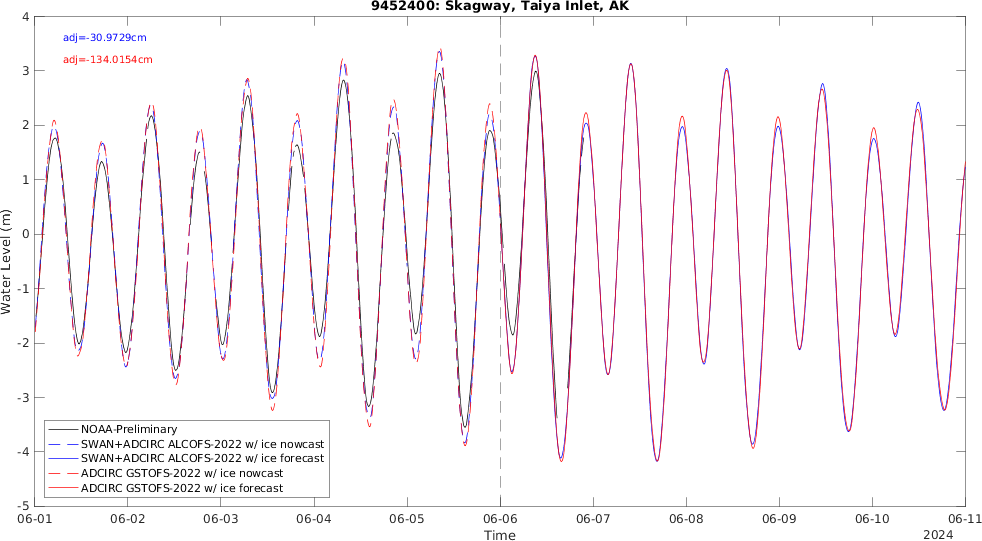 9452400: Skagway, Taiya Inlet, AK
adj=-30.9729cm
adj=-134.0154cm
Water Level (m)
4
3
2
1
0
-1
-2
-3
-4
-5
NOAA-Preliminary
SWAN+ADCIRC ALCOFS-2022 w/ ice nowcast
SWAN+ADCIRC ALCOFS-2022 w/ ice forecast
ADCIRC GSTOFS-2022 w/ ice nowcast
ADCIRC GSTOFS-2022 w/ ice forecast
06-01 06-02 06-03 06-04 06-05 06-06 06-07 06-08 06-09 06-10 06-11
Time
2024